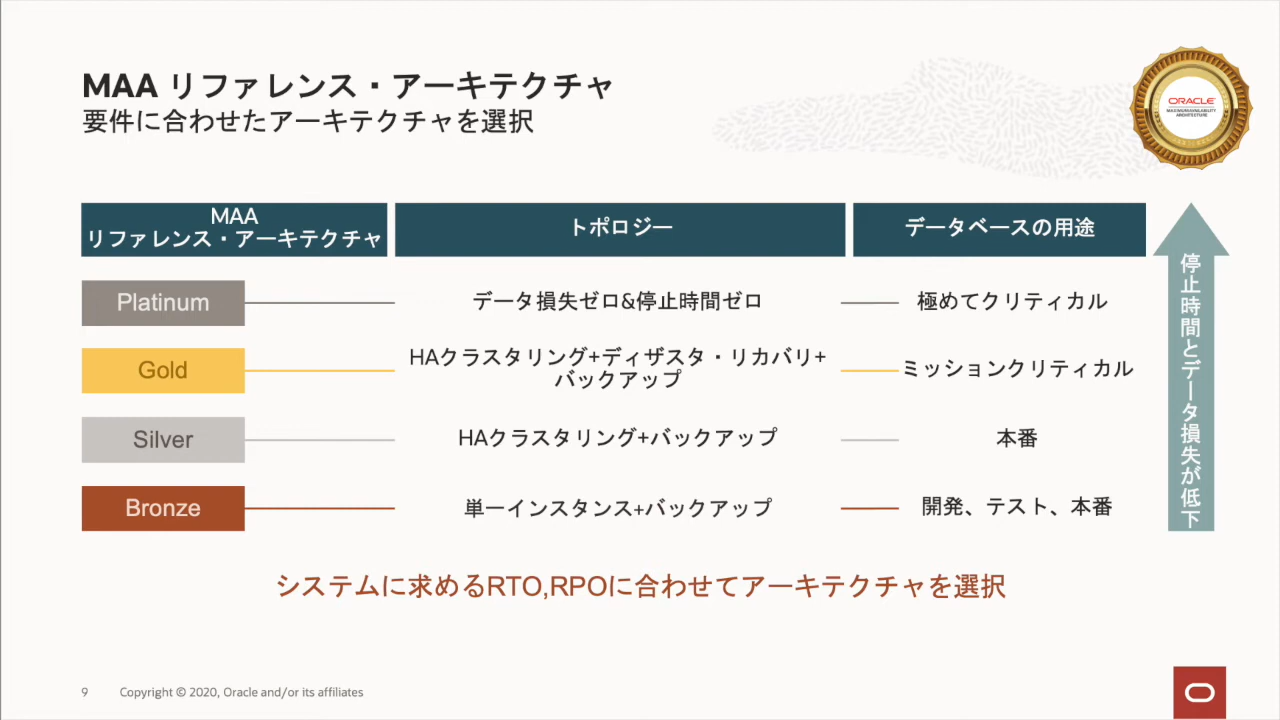 MAA リファレンス・アーキテクチャ
要件に合わせたアーキテクチャを選択
ORACLE
MAXIMUM AVAILABILITY
ARCHITECTURE
MAA
リファレンス・アーキテクチャ
トポロジー
データベースの用途
Platinum
データ損失ゼロ&停止時間ゼロ
極めてクリティカル
Gold
HAクラスタリング+ディザスタ・リカバリ+
バックアップ
ミッションクリティカル
Silver
HAクラスタリング+バックアップ
本番
Bronze
単一インスタンス+バックアップ
開発、テスト、本番
停止時間とデータ損失が低下
システムに求めるRTO,RPOに合わせてアーキテクチャを選択
9
Copyright © 2020, Oracle and/or its affiliates